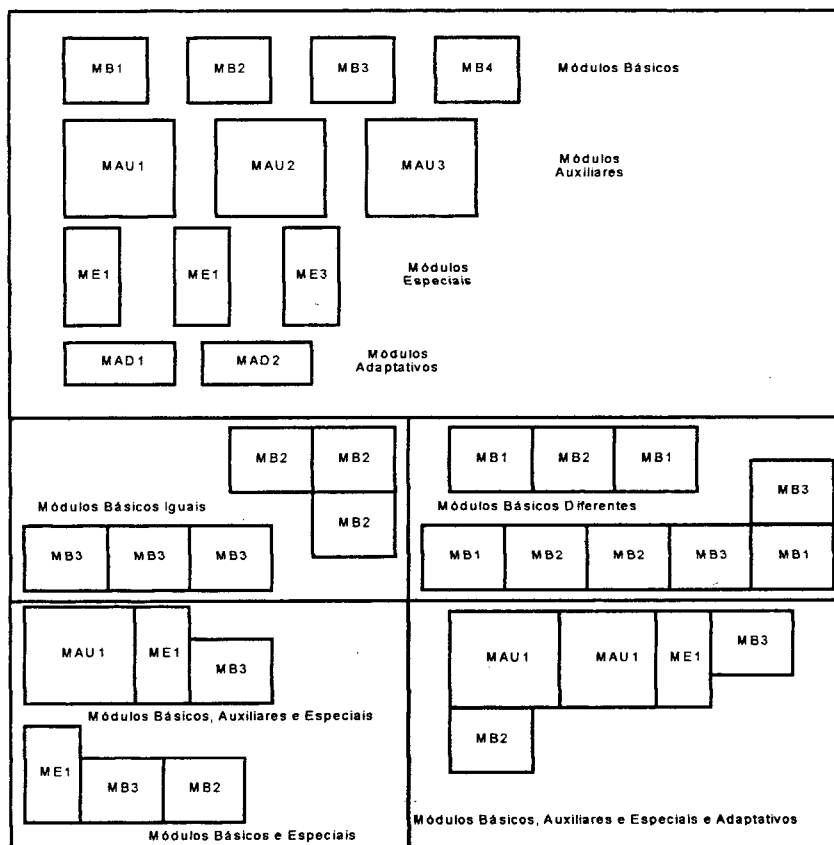 MB1 MB2 MB3 MB4 Módulos Básicos
MAU1 MAU2 MAU3 Módulos
Auxiliares
ME1 ME1 ME3 Módulos
Especiais
MAD1 MAD2 Módulos
Adaptativos
MB2 MB2
MB2
Módulos Básicos Iguais
MB3 MB3 MB3
MB1 MB2 MB1
MB3
Módulos Básicos Diferentes
MB1 MB2 MB2 MB3 MB1
MAU1 ME1 MB3
Módulos Básicos, Auxiliares e Especiais
ME1 MB3 MB2
Módulos Básicos e Especiais
MAU1 MAU1 ME1 MB3
MB2
Módulos Básicos, Auxiliares e Especiais e Adaptativos